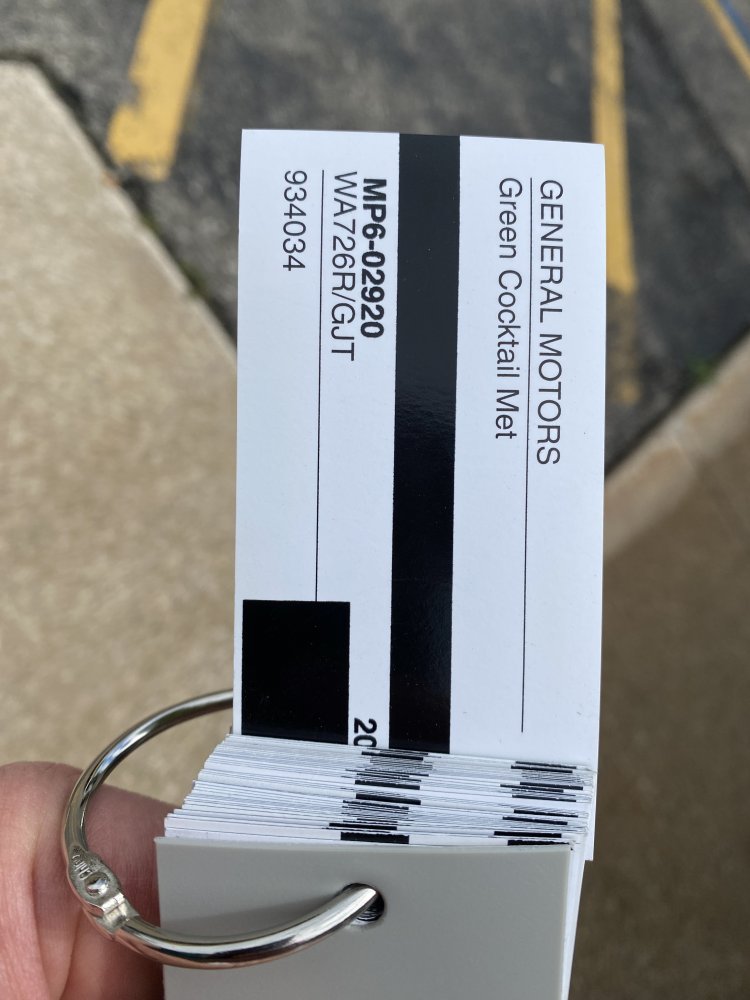 GENERAL MOTORS
Green Cocktail Met
MP6-02920
WA726R/GJT
934034